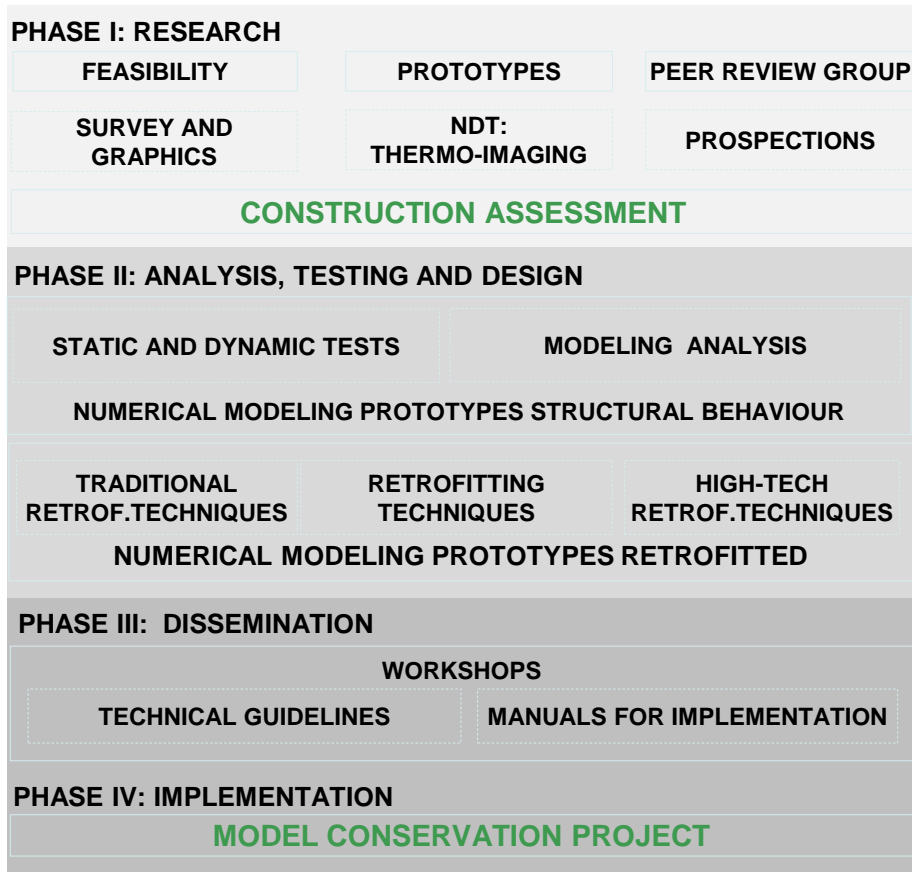 PHASE I: RESEARCH
FEASIBILITY
PROTOTYPES
PEER REVIEW GROUP
SURVEY AND
GRAPHICS
NDT:
THERMO-IMAGING
PROSPECTIONS
CONSTRUCTION ASSESSMENT
PHASE II: ANALYSIS, TESTING AND DESIGN
STATIC AND DYNAMIC TESTS
MODELING ANALYSIS
NUMERICAL MODELING PROTOTYPES STRUCTURAL BEHAVIOUR
TRADITIONAL
RETROF.TECHNIQUES
RETROFITTING
TECHNIQUES
HIGH-TECH
RETROF.TECHNIQUES
NUMERICAL MODELING PROTOTYPES RETROFITTED
PHASE III: DISSEMINATION
WORKSHOPS
TECHNICAL GUIDELINES
MANUALS FOR IMPLEMENTATION
PHASE IV: IMPLEMENTATION
MODEL CONSERVATION PROJECT